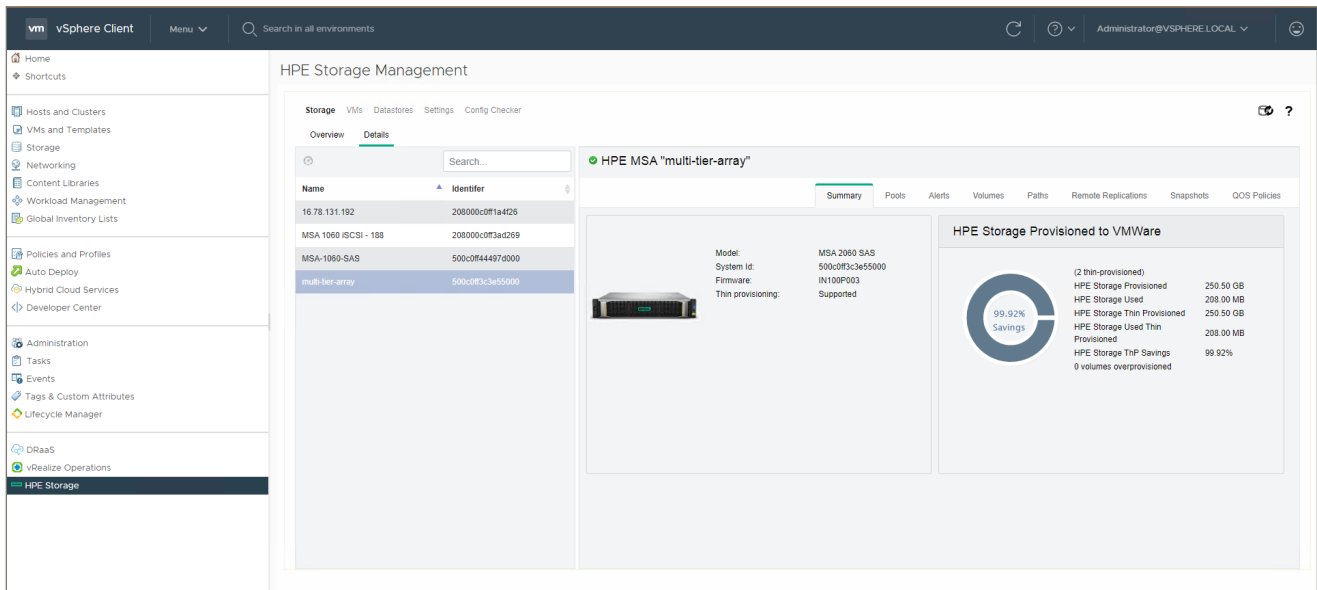 vm vSphere Client Menu Search in all environments Administrator@VSPHERE.LOCAL
Home
Shortcuts
Hosts and Clusters
VMs and Templates
Storage
Networking
Content Libraries
Workload Management
Global Inventory Lists
Policies and Profiles
Auto Deploy
Hybrid Cloud Services
Developer Center
Administration
Tasks
Events
Tags & Custom Attributes
Lifecycle Manager
DRaaS
vRealize Operations
HPE Storage
HPE Storage Management
Storage VMs Datastores Settings Config Checker ?
Overview Details
Search...
Name Identifer
16.78.131.192 208000c0ff1a4f26
MSA 1060 iSCSI - 188 208000c0ff3ad269
MSA-1060-SAS 500c0ff44497d000
multi-tier-array 500c0ff3c3e55000
HPE MSA "multi-tier-array"
Summary Pools Alerts Volumes Paths Remote Replications Snapshots QOS Policies
Model: MSA 2060 SAS
System Id: 500c0ff3c3e55000
Firmware: IN100P003
Thin provisioning: Supported
HPE Storage Provisioned to VMWare
99.92%
Savings
(2 thin-provisioned)
HPE Storage Provisioned 250.50 GB
HPE Storage Used 208.00 MB
HPE Storage Thin Provisioned 250.50 GB
HPE Storage Used Thin
Provisioned 208.00 MB
HPE Storage ThP Savings 99.92%
0 volumes overprovisioned